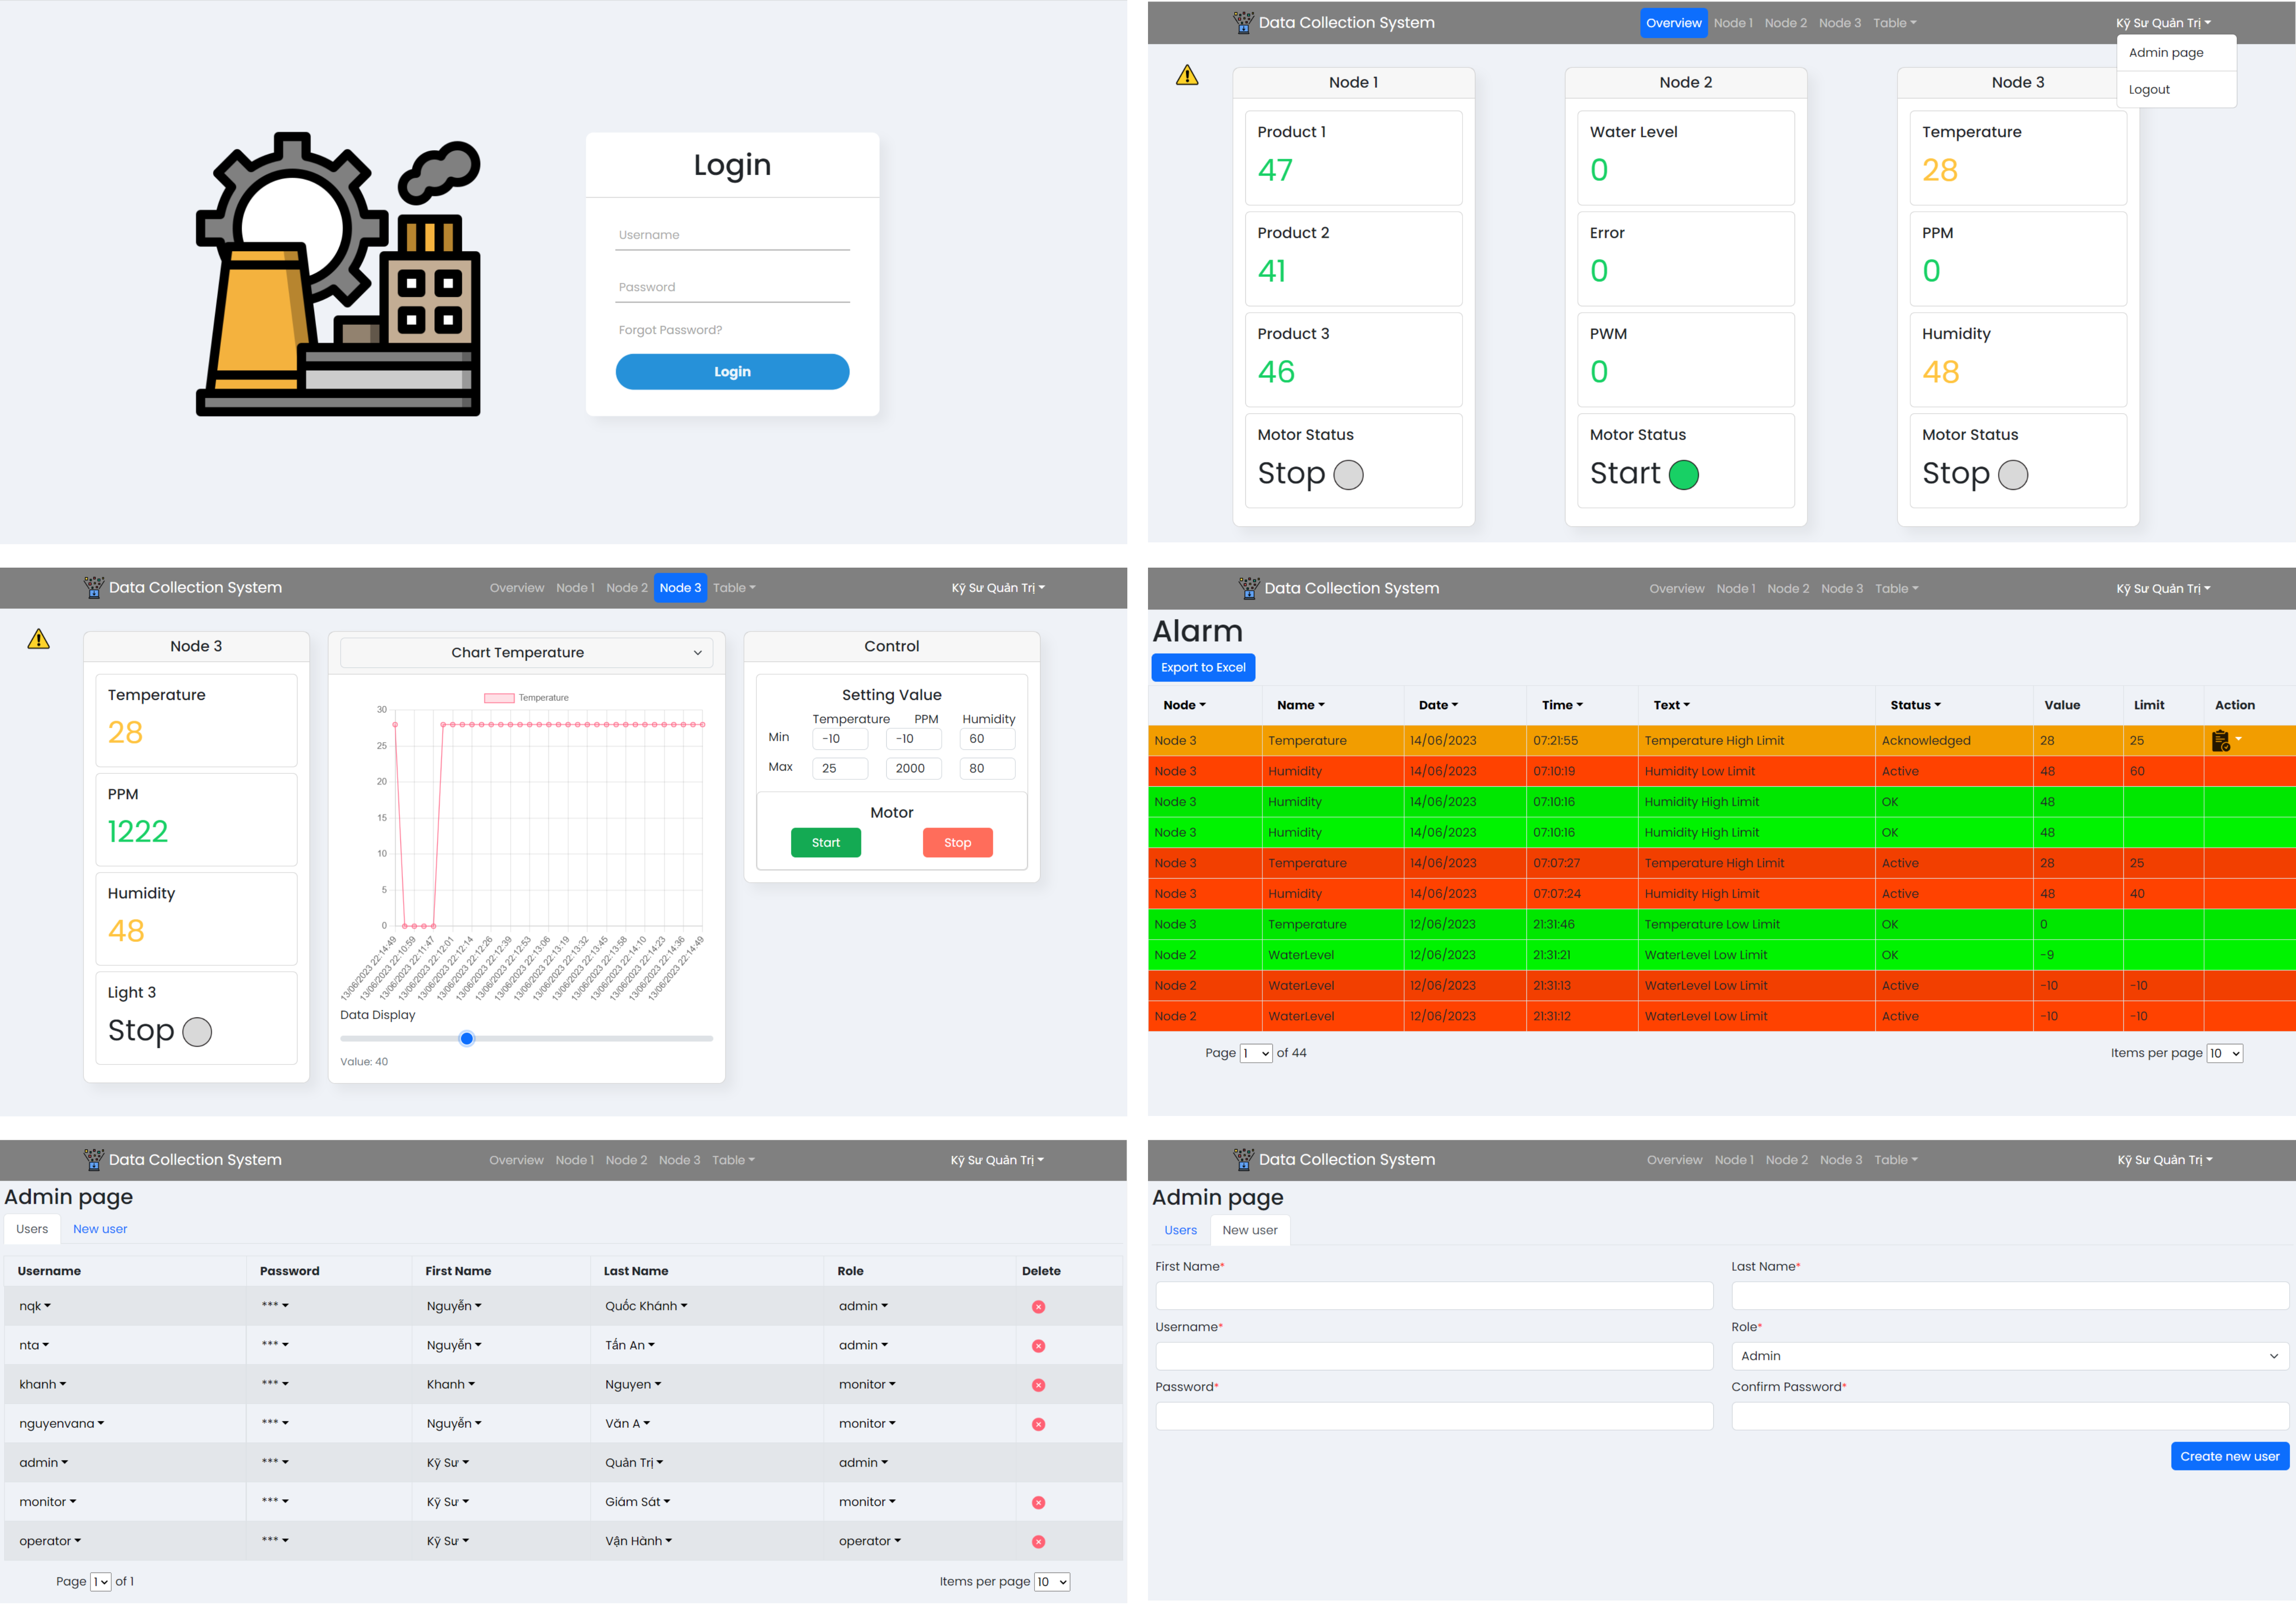 Login
Username
Password
Forgot Password?
Login
Data Collection System
Overview Node 1 Node 2 Node 3 Table
Kỹ Sư Quản Trị
Admin page
Logout
Node 1
Product 1
47
Product 2
41
Product 3
46
Motor Status
Stop
Node 2
Water Level
0
Error
0
PWM
0
Motor Status
Start
Node 3
Temperature
28
PPM
0
Humidity
48
Motor Status
Stop
Data Collection System
Overview Node 1 Node 2 Node 3 Table
Kỹ Sư Quản Trị
Node 3
Temperature
28
PPM
1222
Humidity
48
Light 3
Stop
Chart Temperature
Temperature
30
25
20
15
10
5
0
13/06/2023 22:14:49
13/06/2023 22:10:59
13/06/2023 22:11:47
13/06/2023 22:12:01
13/06/2023 22:12:14
13/06/2023 22:12:26
13/06/2023 22:12:39
13/06/2023 22:12:53
13/06/2023 22:13:06
13/06/2023 22:13:19
13/06/2023 22:13:32
13/06/2023 22:13:45
13/06/2023 22:13:58
13/06/2023 22:14:10
13/06/2023 22:14:23
13/06/2023 22:14:36
13/06/2023 22:14:49
Data Display
Value: 40
Control
Setting Value
Temperature PPM Humidity
Min -10 -10 60
Max 25 2000 80
Motor
Start Stop
Data Collection System
Overview Node 1 Node 2 Node 3 Table
Kỹ Sư Quản Trị
Alarm
Export to Excel
Node Name Date Time Text Status Value Limit Action
Node 3 Temperature 14/06/2023 07:21:55 Temperature High Limit Acknowledged 28 25
Node 3 Humidity 14/06/2023 07:10:19 Humidity Low Limit Active 48 60
Node 3 Humidity 14/06/2023 07:10:16 Humidity High Limit OK 48
Node 3 Humidity 14/06/2023 07:10:16 Humidity High Limit OK 48
Node 3 Temperature 14/06/2023 07:07:27 Temperature High Limit Active 28 25
Node 3 Humidity 14/06/2023 07:07:24 Humidity High Limit Active 48 40
Node 3 Temperature 12/06/2023 21:31:46 Temperature Low Limit OK 0
Node 2 WaterLevel 12/06/2023 21:31:21 WaterLevel Low Limit OK -9
Node 2 WaterLevel 12/06/2023 21:31:13 WaterLevel Low Limit Active -10 -10
Node 2 WaterLevel 12/06/2023 21:31:12 WaterLevel Low Limit Active -10 -10
Page 1 of 44
Items per page 10
Data Collection System
Overview Node 1 Node 2 Node 3 Table
Kỹ Sư Quản Trị
Admin page
Users New user
Username Password First Name Last Name Role Delete
nqk *** Nguyễn Quốc Khánh admin
nta *** Nguyễn Tấn An admin
khanh *** Khanh Nguyen monitor
nguyenvana *** Nguyễn Văn A monitor
admin *** Kỹ Sư Quản Trị admin
monitor *** Kỹ Sư Giám Sát monitor
operator *** Kỹ Sư Vận Hành operator
Page 1 of 1
Items per page 10
Data Collection System
Overview Node 1 Node 2 Node 3 Table
Kỹ Sư Quản Trị
Admin page
Users New user
First Name* Last Name*
Username* Role*
Admin
Password* Confirm Password*
Create new user